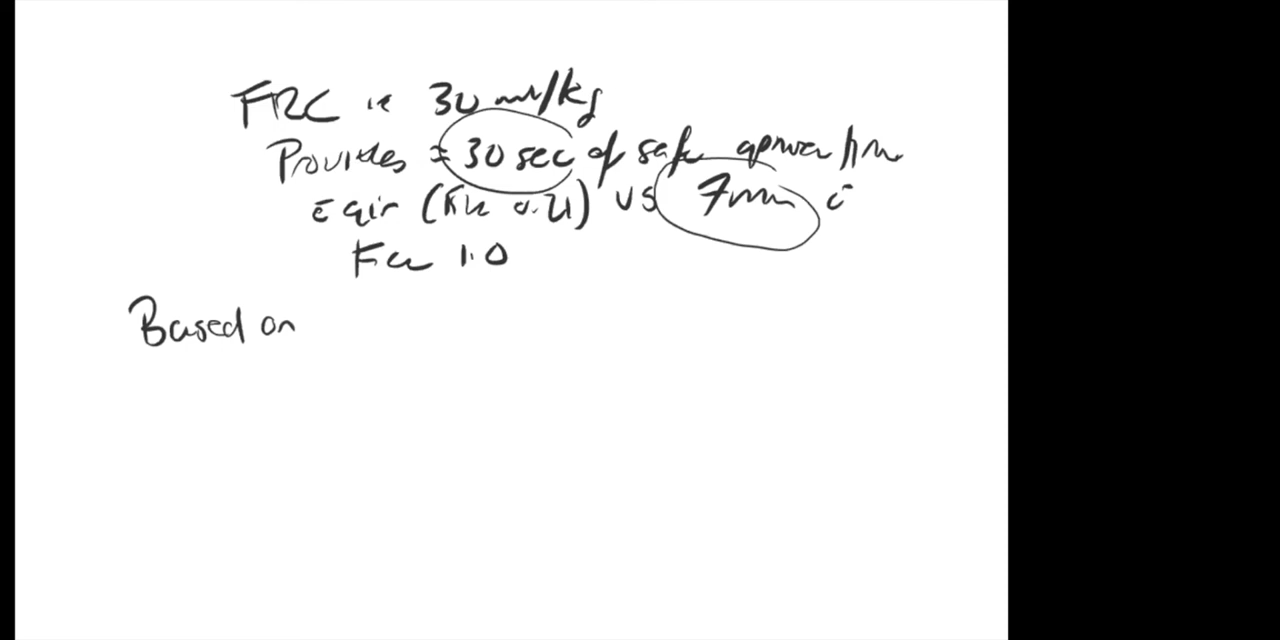 FRC is 30 ml/kg
Provides ≈ 30 sec of safe apnea time
c̄ air (FiO2 0.21) vs 7 min c̄
FiO2 1.0
Based on